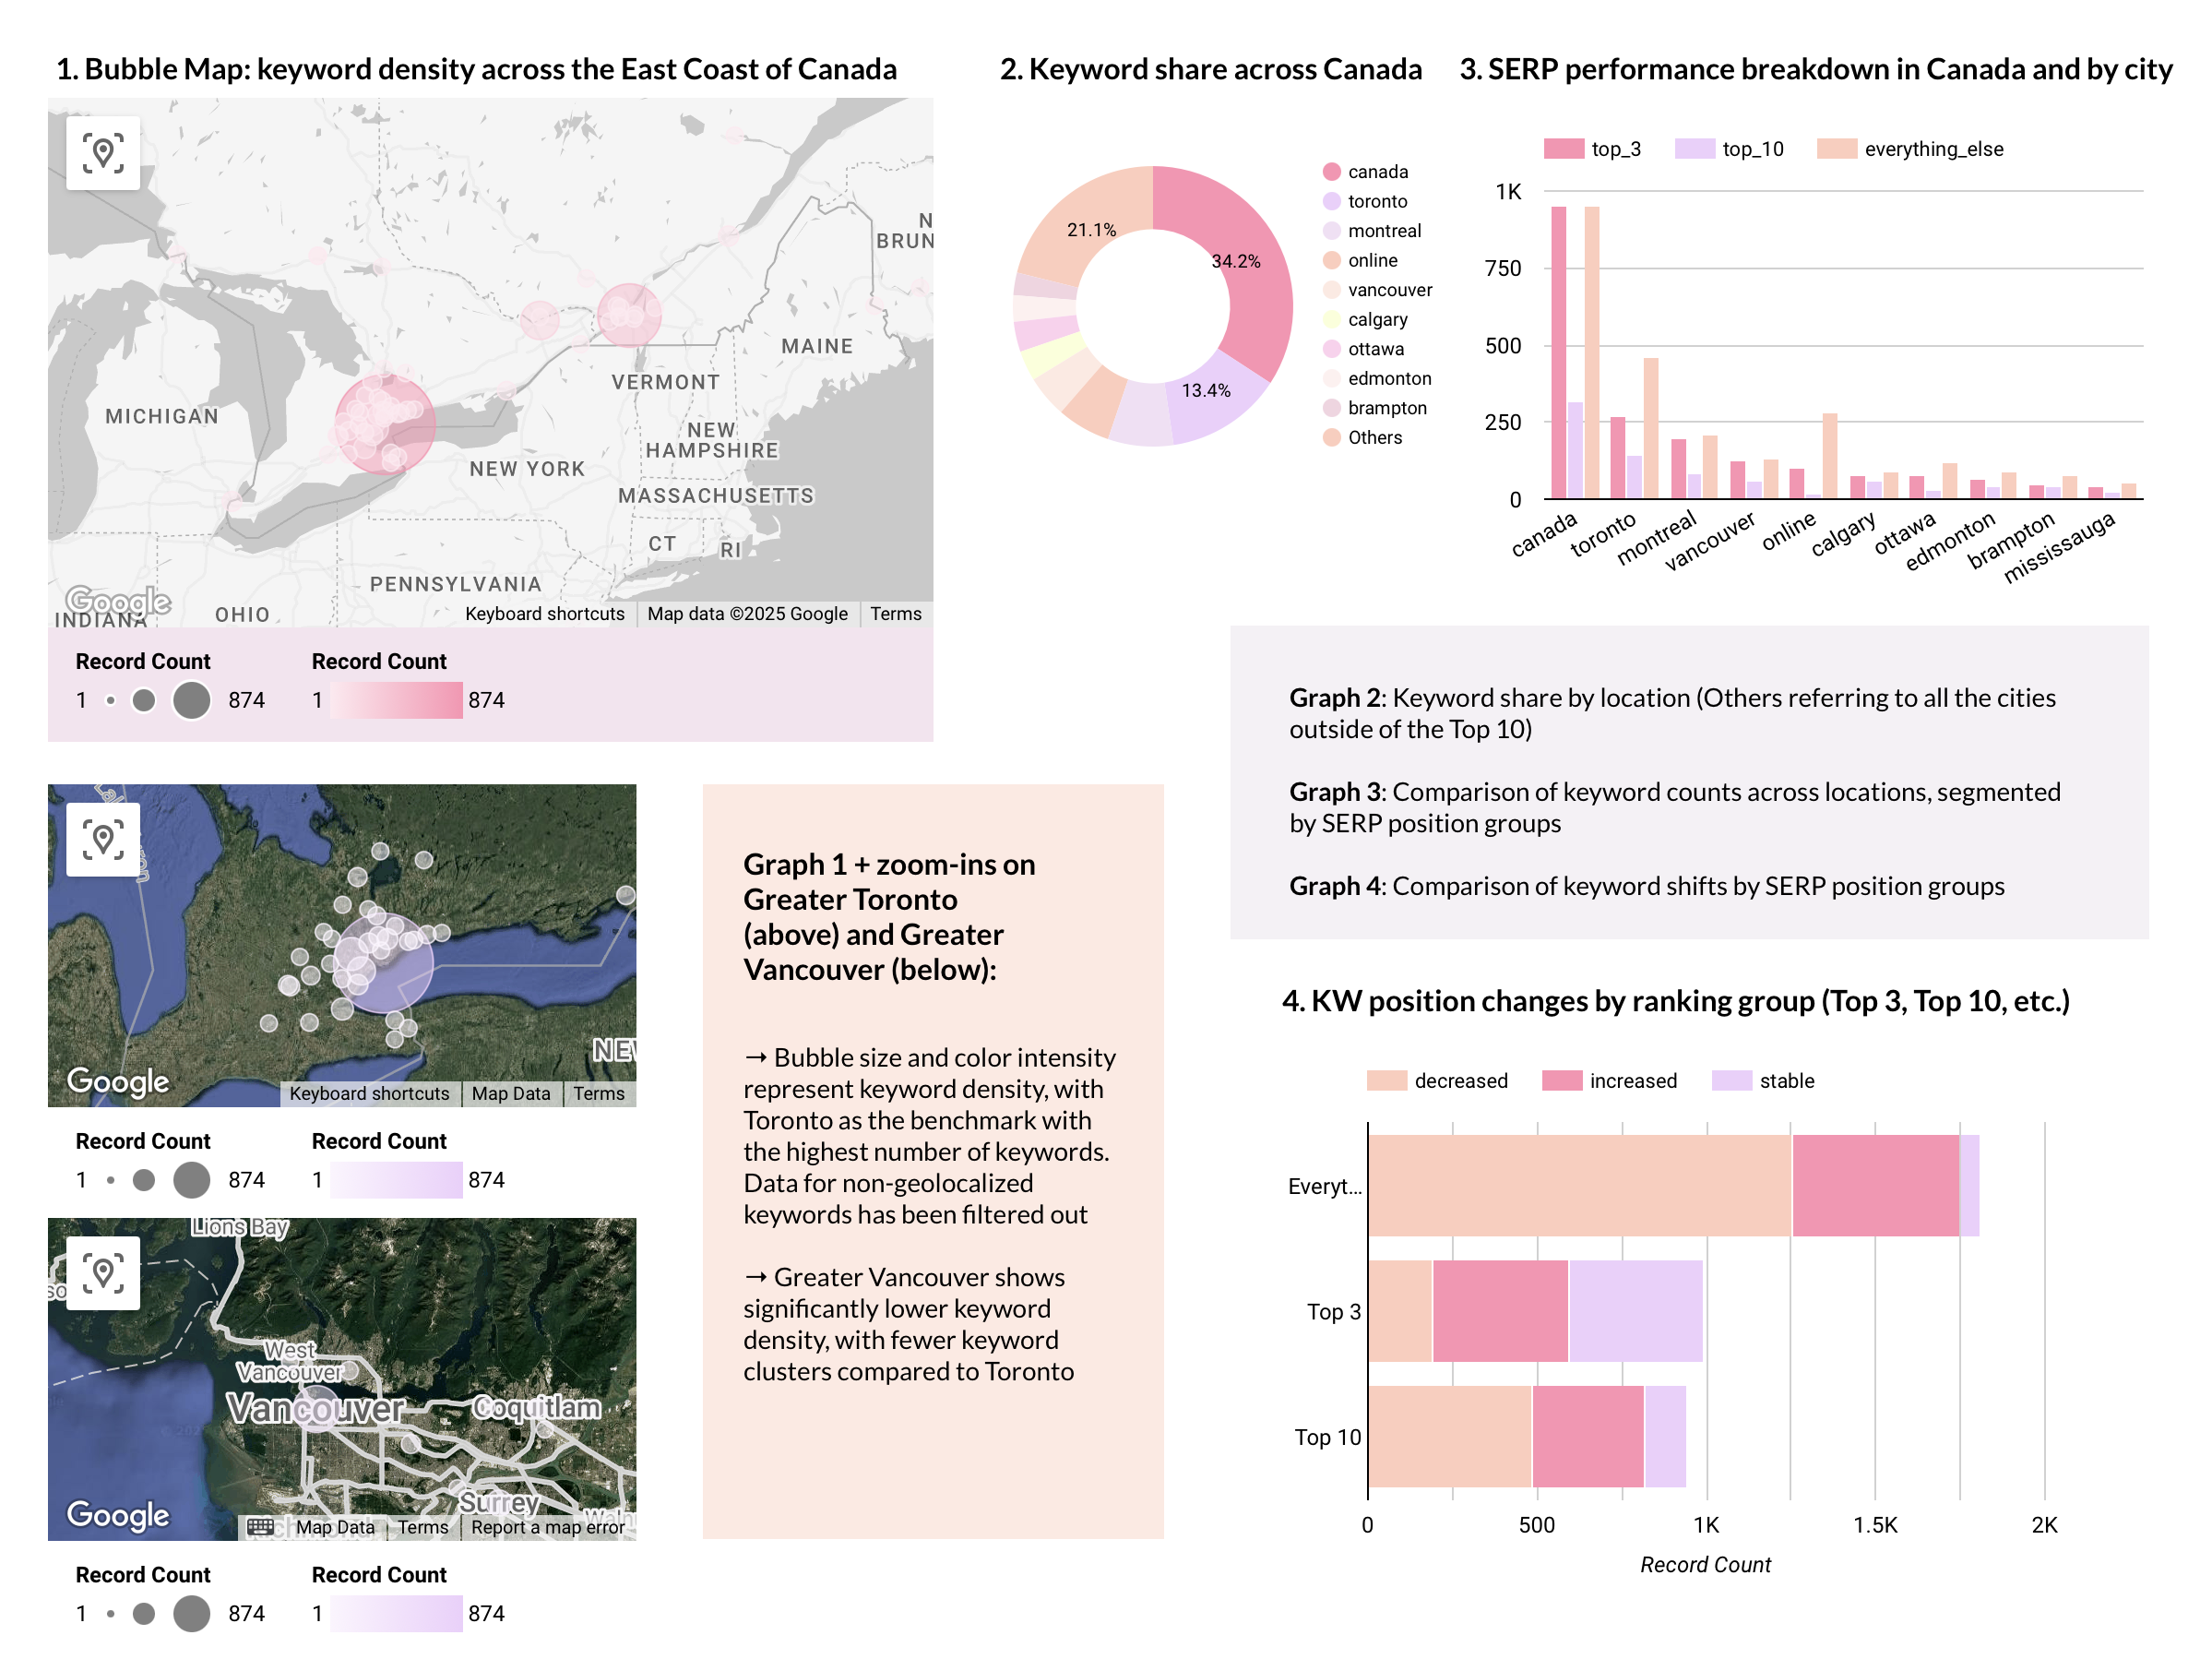 1. Bubble Map: keyword density across the East Coast of Canada
N
BRUN
MAINE
MICHIGAN
VERMONT
NEW
HAMPSHIRE
NEW YORK
MASSACHUSETTS
CT
RI
PENNSYLVANIA
Google
INDIANA
OHIO
Keyboard shortcuts
Map data ©2025 Google
Terms
Record Count
1
874
Record Count
1
874
2. Keyword share across Canada
21.1%
34.2%
13.4%
canada
toronto
montreal
online
vancouver
calgary
ottawa
edmonton
brampton
Others
3. SERP performance breakdown in Canada and by city
top_3
top_10
everything_else
1K
750
500
250
0
canada
toronto
montreal
vancouver
online
calgary
ottawa
edmonton
brampton
mississauga
Graph 2: Keyword share by location (Others referring to all the cities
outside of the Top 10)
Graph 3: Comparison of keyword counts across locations, segmented
by SERP position groups
Graph 4: Comparison of keyword shifts by SERP position groups
NEW
Google
Keyboard shortcuts
Map Data
Terms
Record Count
1
874
Record Count
1
874
Lions Bay
West
Vancouver
Vancouver
Coquitlam
Surrey
Google
Map Data
Terms
Report a map error
Record Count
1
874
Record Count
1
874
Graph 1 + zoom-ins on
Greater Toronto
(above) and Greater
Vancouver (below):
→ Bubble size and color intensity
represent keyword density, with
Toronto as the benchmark with
the highest number of keywords.
Data for non-geolocalized
keywords has been filtered out
→ Greater Vancouver shows
significantly lower keyword
density, with fewer keyword
clusters compared to Toronto
4. KW position changes by ranking group (Top 3, Top 10, etc.)
decreased
increased
stable
Everyt...
Top 3
Top 10
0
500
1K
1.5K
2K
Record Count